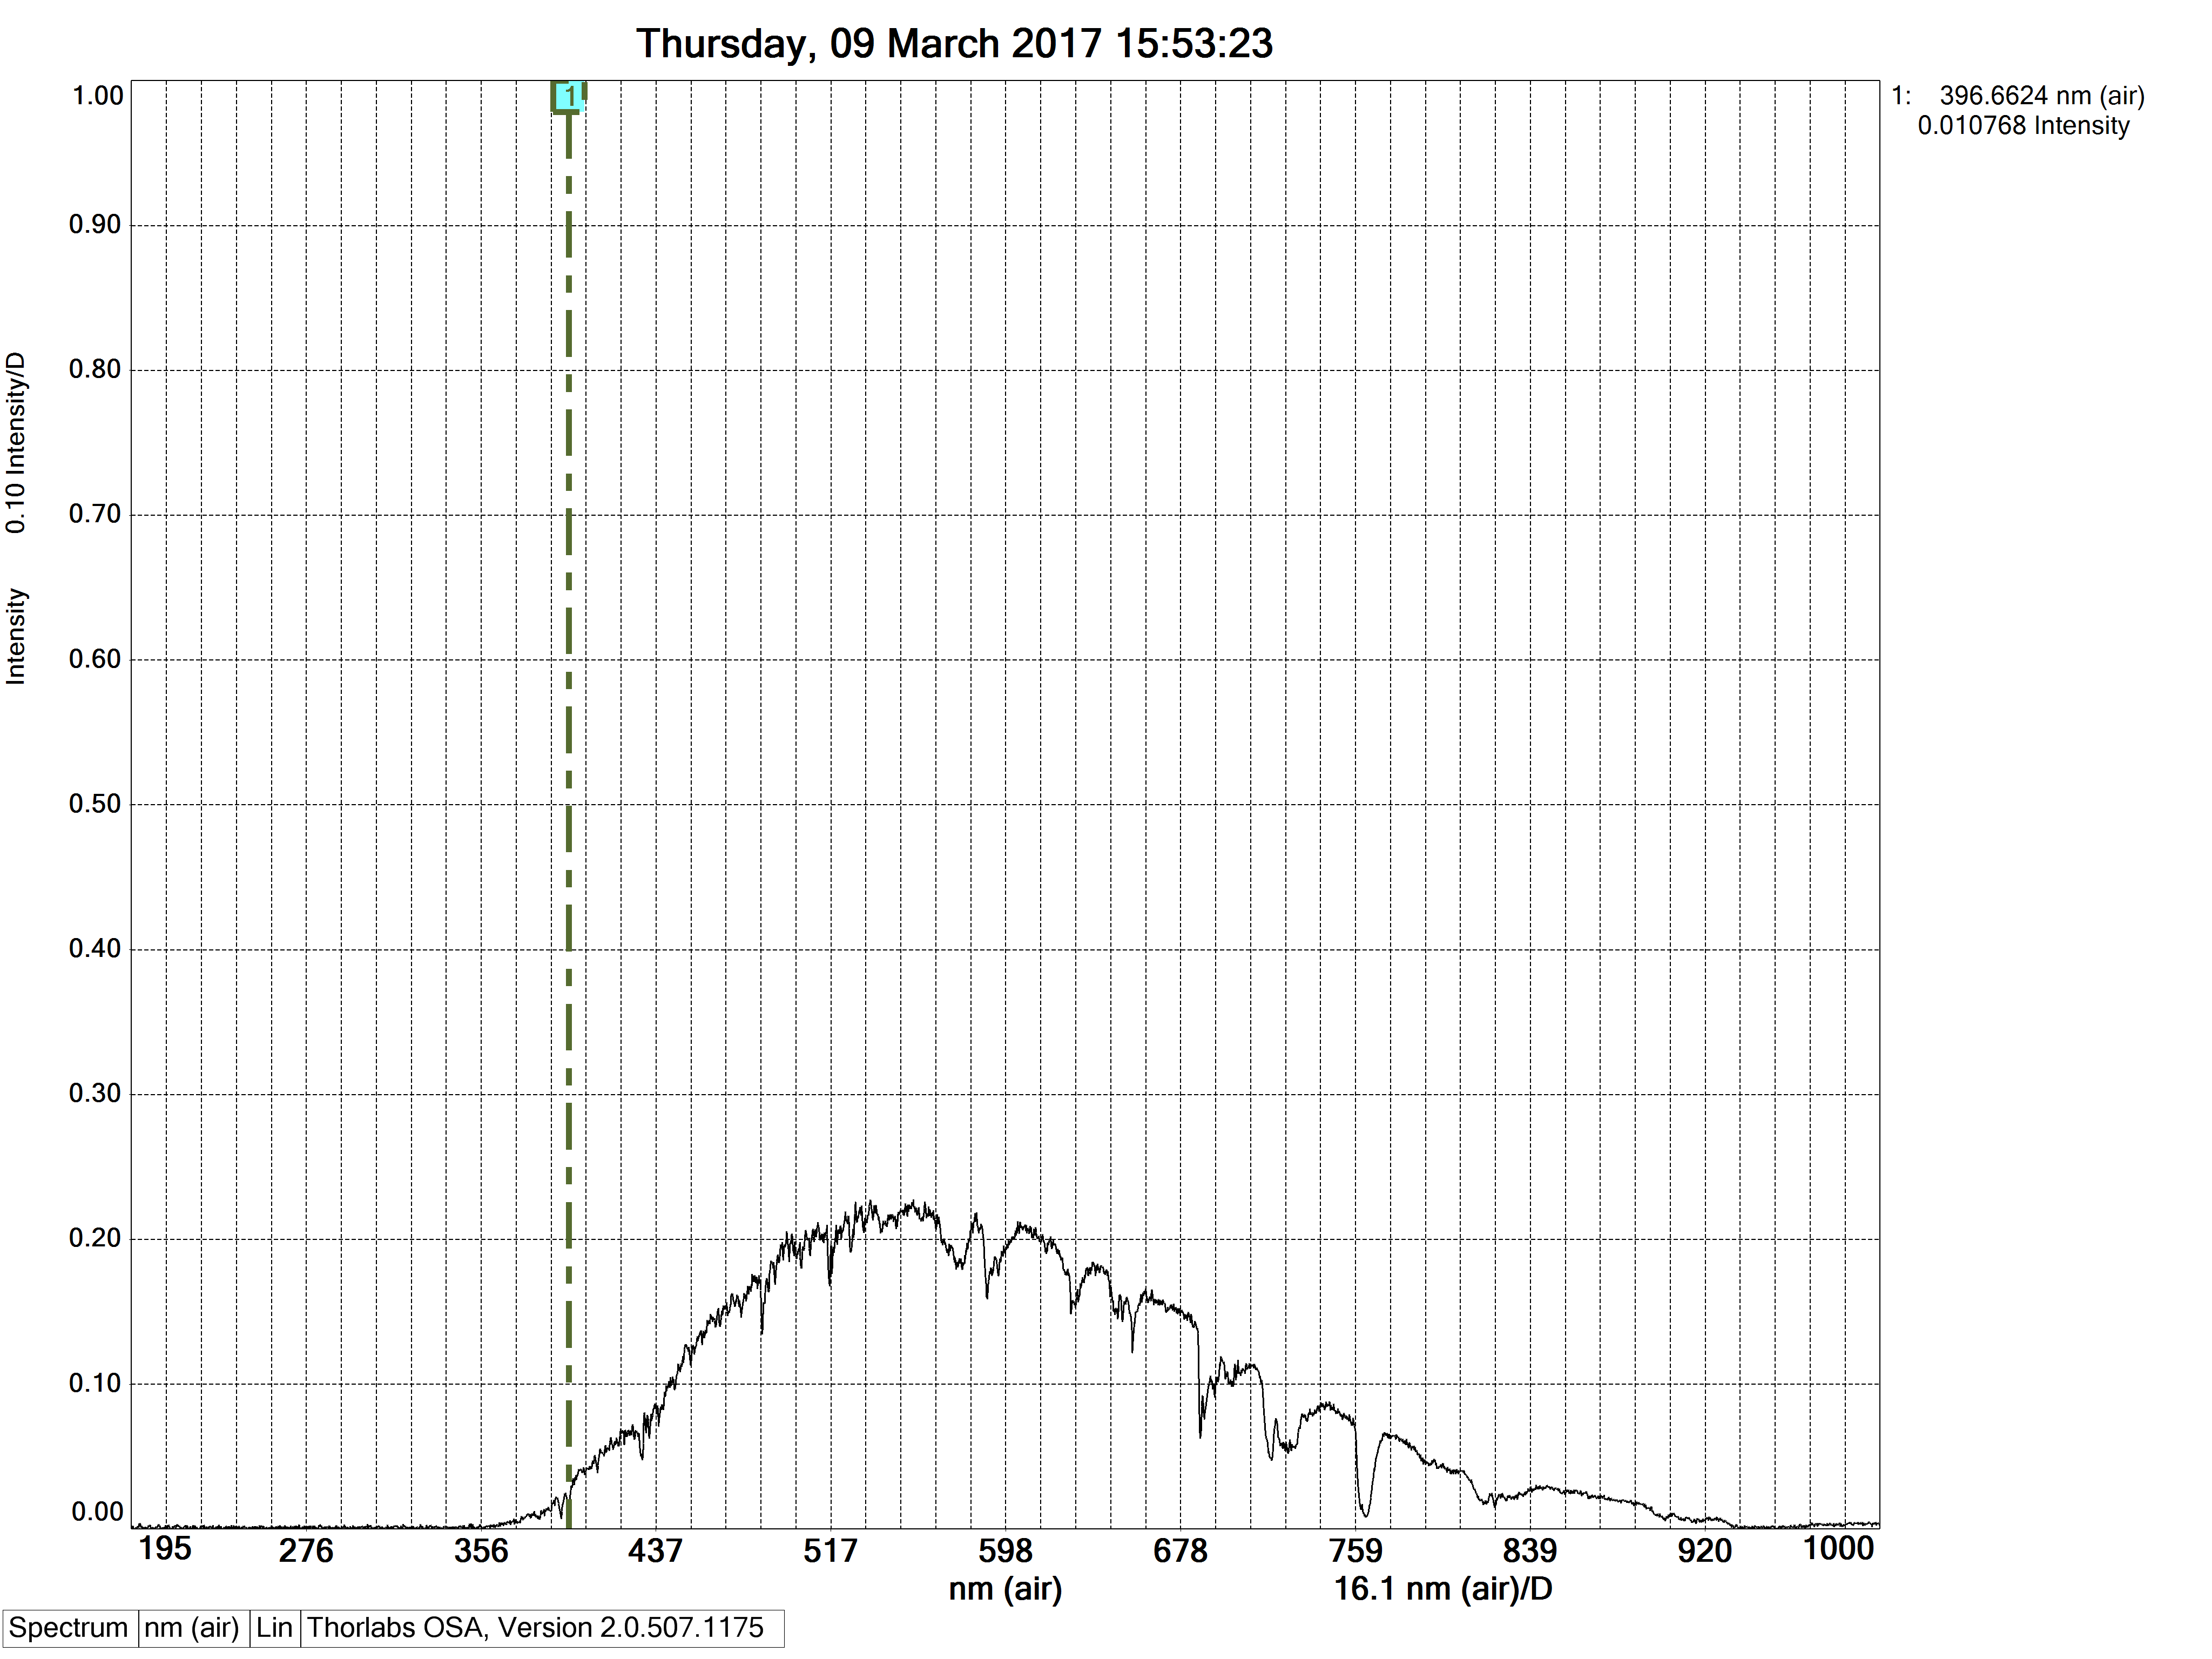 Thursday, 09 March 2017 15:53:23
1
1: 396.6624 nm (air)
0.010768 Intensity
1.00
0.90
0.80
0.70
0.60
0.50
0.40
0.30
0.20
0.10
0.00
Intensity 0.10 Intensity/D
195 276 356 437 517 598 678 759 839 920 1000
nm (air) 16.1 nm (air)/D
Spectrum nm (air) Lin Thorlabs OSA, Version 2.0.507.1175